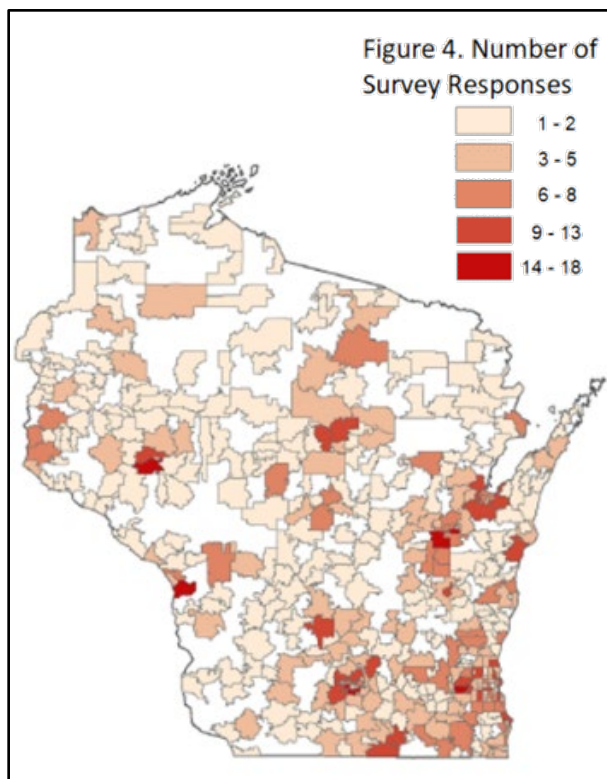 Figure 4. Number of
Survey Responses
1 - 2
3 - 5
6 - 8
9 - 13
14 - 18